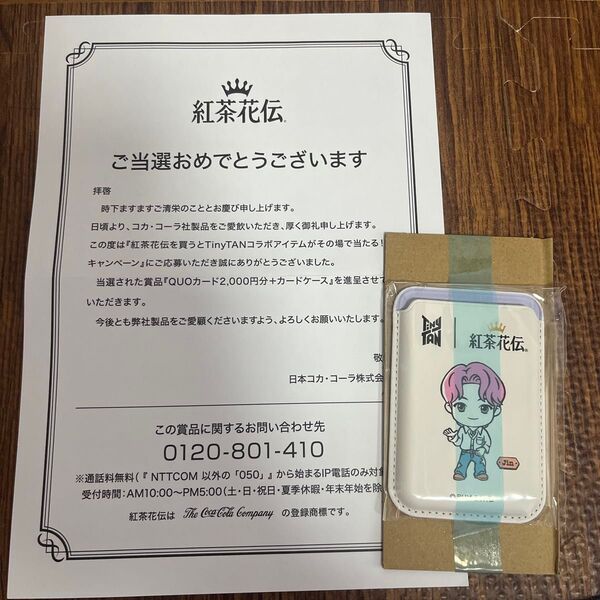 紅茶花伝®
ご当選おめでとうございます
拝啓
時下ますますご清栄のこととお慶び申し上げます。
日頃より、コカ・コーラ社製品をご愛飲いただき、厚く御礼申し上げます。
この度は『紅茶花伝を買うとTinyTANコラボアイテムがその場で当たる!
キャンペーン』にご応募いただき誠にありがとうございました。
当選された賞品『QUOカード2,000円分+カードケース』を進呈させて
いただきます。
今後とも弊社製品をご愛顧くださいますよう、よろしくお願いいたします。
敬
日本コカ・コーラ株式会
この賞品に関するお問い合わせ先
0120-801-410
※通話料無料(『NTTCOM 以外の「050」』から始まるIP電話のみ対象
受付時間:AM10:00~PM5:00(土・日・祝日・夏季休暇・年末年始を除
紅茶花伝は The Coca-Cola Company の登録商標です。
Tiny TAN
紅茶花伝®
Jin